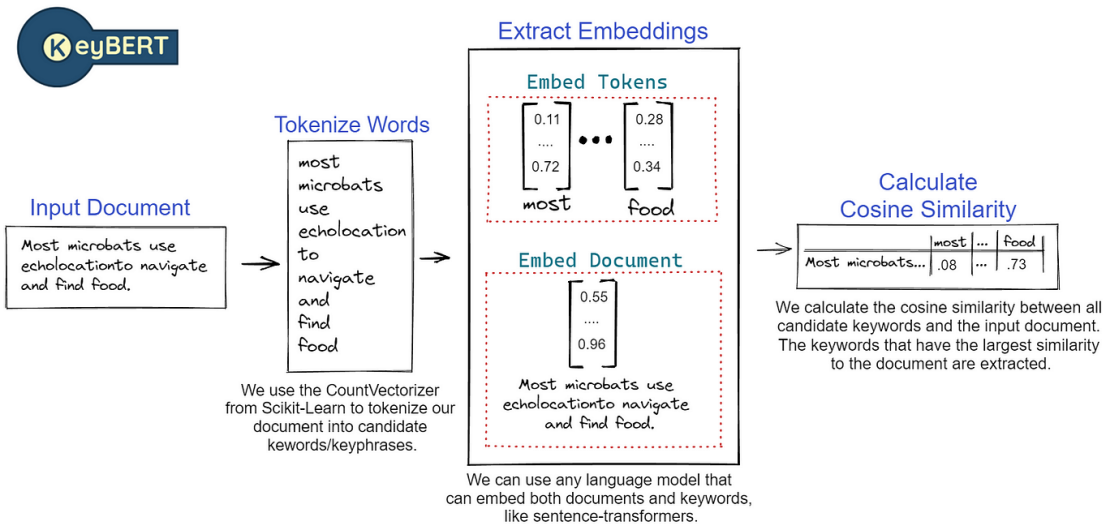 KeyBERT
Input Document
Most microbats use
echolocationto navigate
and find food.
Tokenize Words
most
microbats
use
echolocation
to
navigate
and
find
food
We use the CountVectorizer
from Scikit-Learn to tokenize our
document into candidate
kewords/keyphrases.
Extract Embeddings
Embed Tokens
0.11 0.28
.... ••• ....
0.72 0.34
most food
Embed Document
0.55
....
0.96
Most microbats use
echolocationto navigate
and find food.
We can use any language model that
can embed both documents and keywords,
like sentence-transformers.
Calculate
Cosine Similarity
most ... food
Most microbats... .08 ... .73
We calculate the cosine similarity between all
candidate keywords and the input document.
The keywords that have the largest similarity
to the document are extracted.